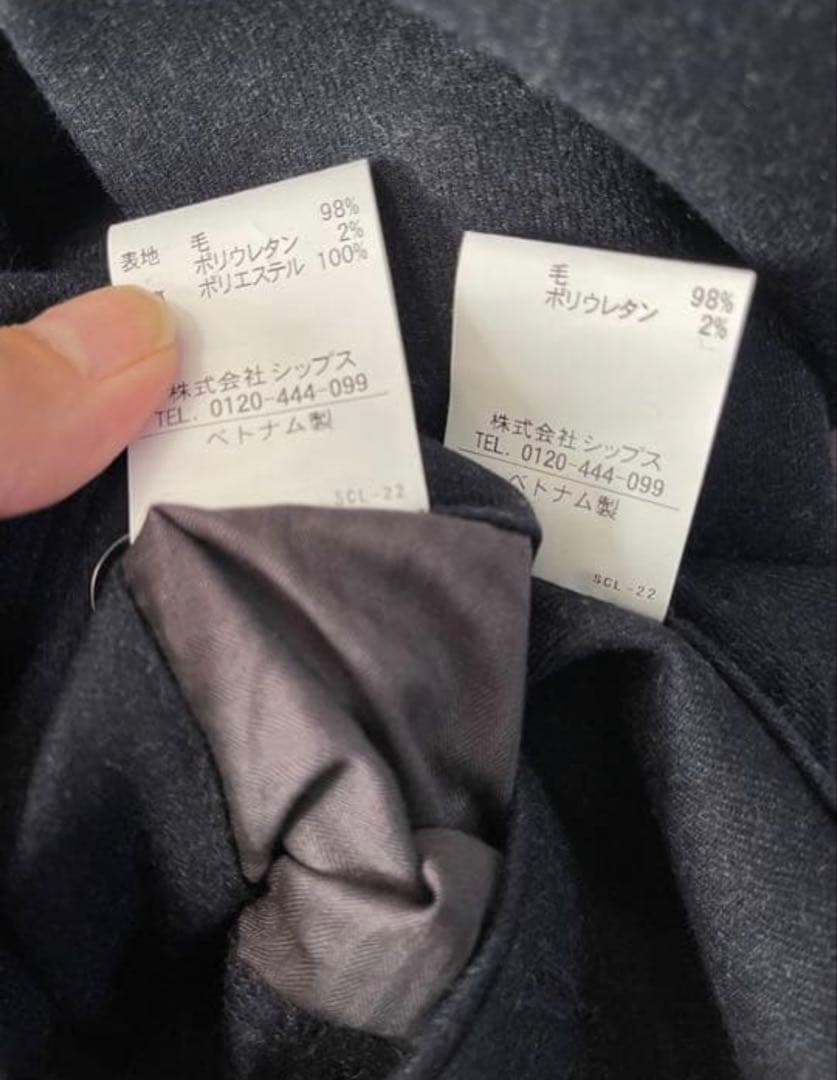 表地 毛 98%
ポリウレタン 2%
ポリエステル 100%
株式会社シップス
TEL. 0120-444-099
ベトナム製
SCL-22
毛 98%
ポリウレタン 2%
株式会社シップス
TEL. 0120-444-099
ベトナム製
SCL-22